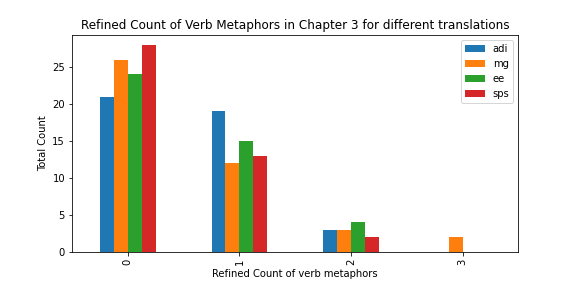 Refined Count of Verb Metaphors in Chapter 3 for different translations
adi
mg
ee
sps
Total Count
25
20
15
10
5
0
0
1
2
3
Refined Count of verb metaphors